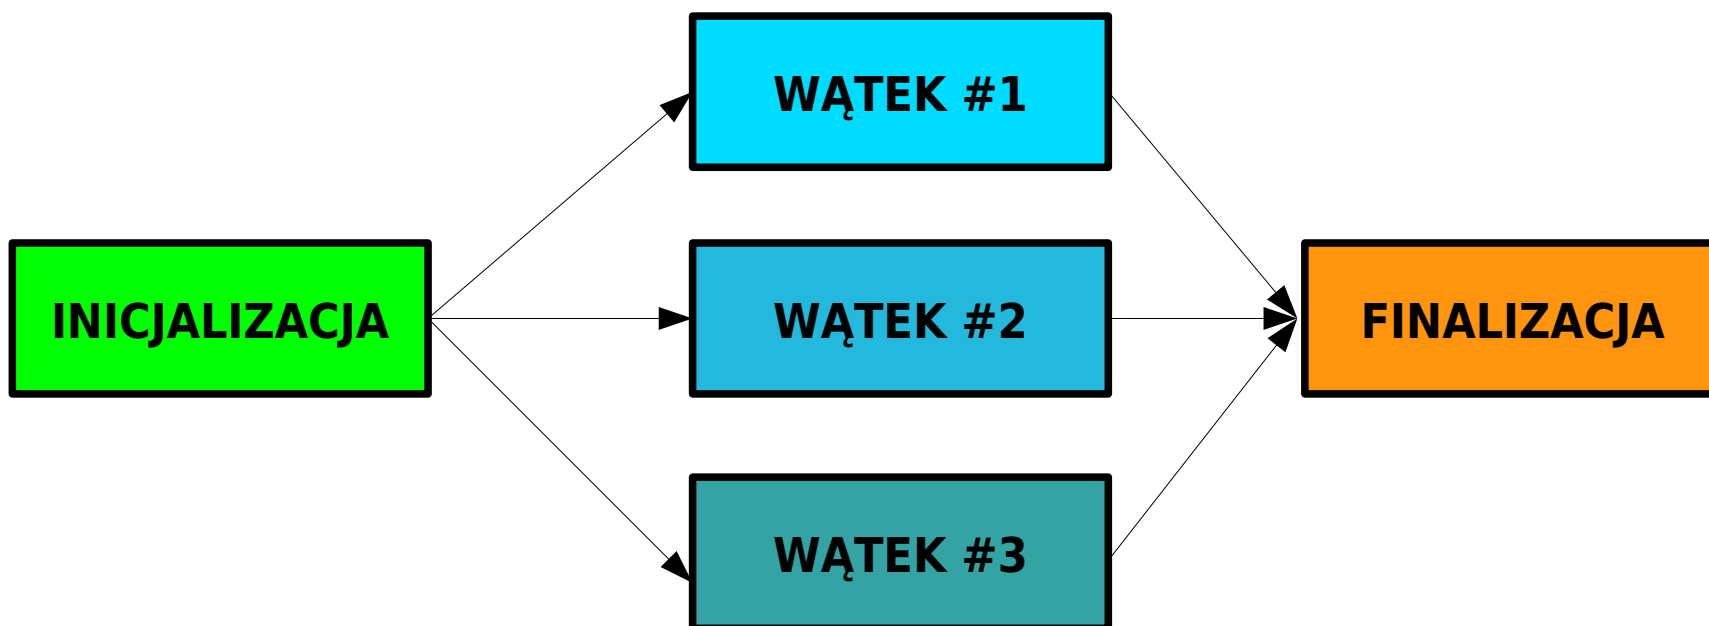 WĄTEK #1
INICJALIZACJA
WĄTEK #2
FINALIZACJA
WĄTEK #3